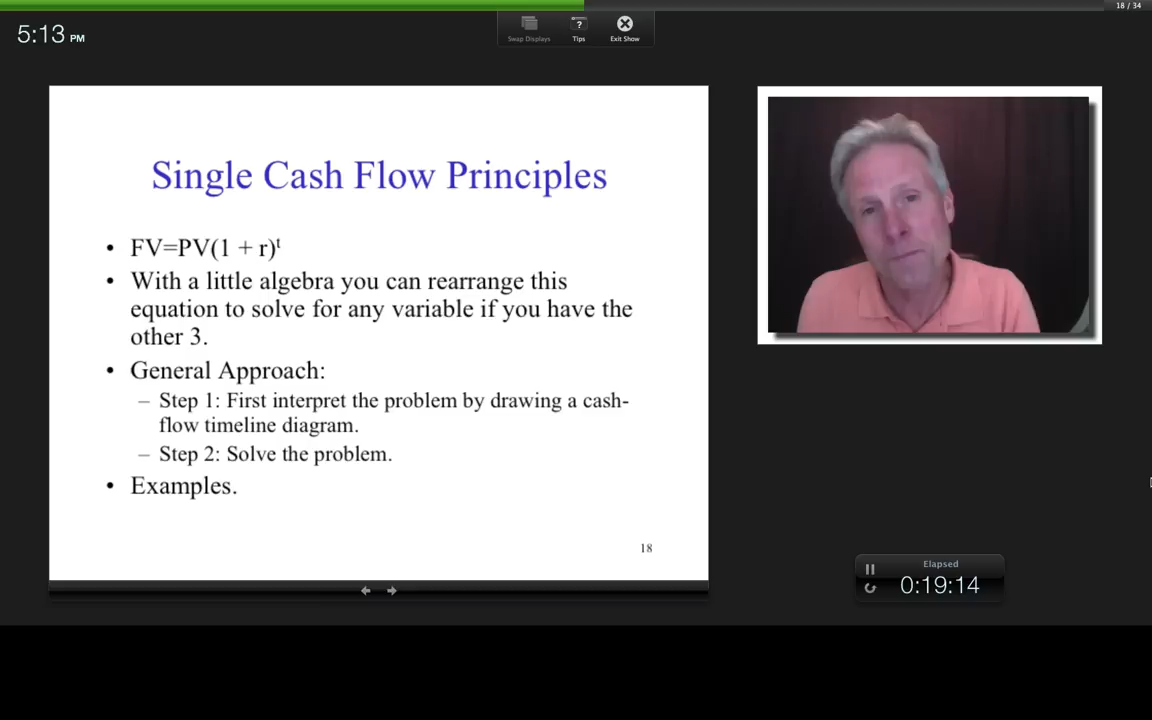 18 / 34
5:13 PM
Swap Displays
?
Tips
Exit Show
Single Cash Flow Principles
• FV=PV(1 + r)ᵗ
• With a little algebra you can rearrange this
equation to solve for any variable if you have the
other 3.
• General Approach:
– Step 1: First interpret the problem by drawing a cash-
flow timeline diagram.
– Step 2: Solve the problem.
• Examples.
18
Elapsed
0:19:14